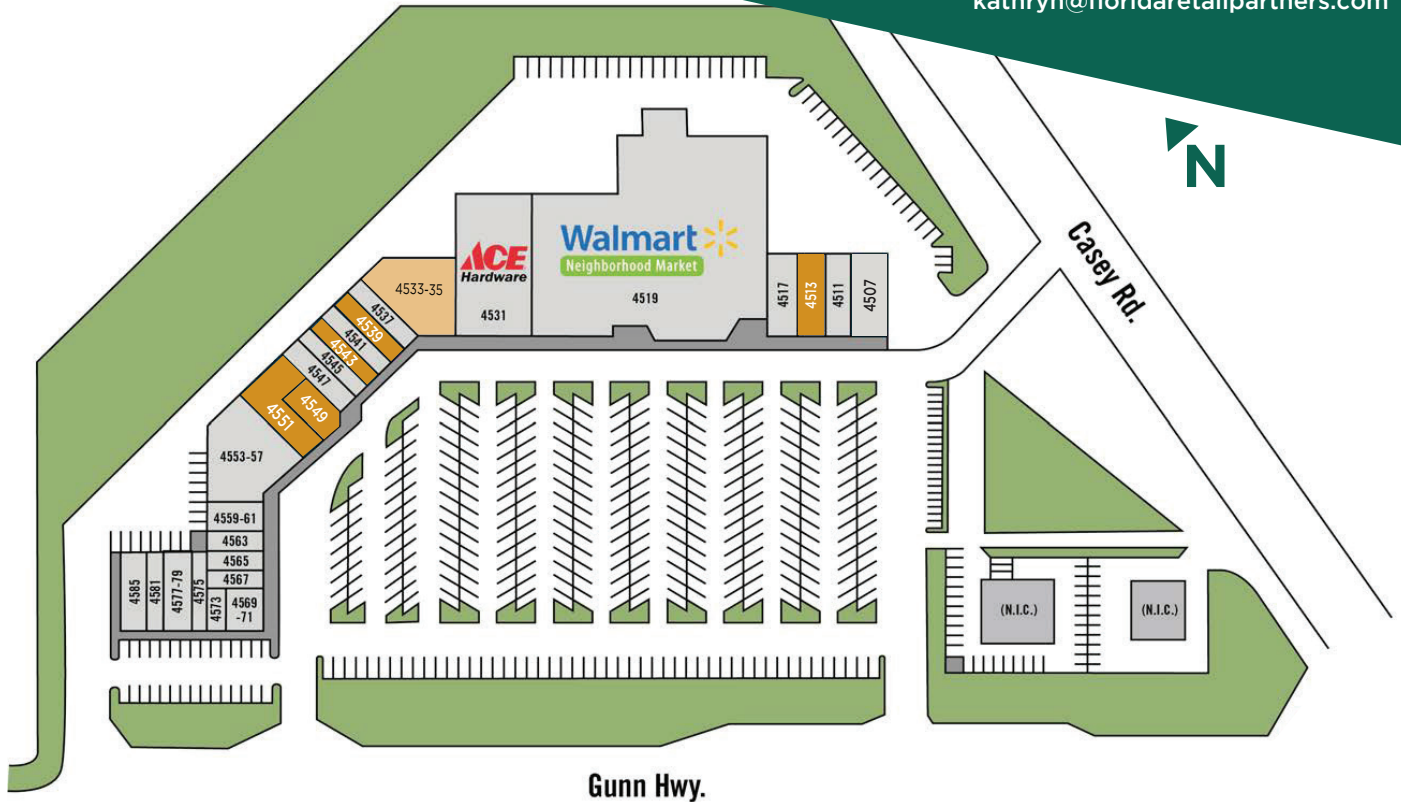 kathryn@floridaretailpartners.com
N
Casey Rd.
ACE
Hardware
4531
Walmart
Neighborhood Market
4519
4517
4513
4511
4507
4533-35
4537
4539
4541
4543
4545
4547
4549
4551
4553-57
4559-61
4563
4565
4567
4569
-71
4573
4575
4577-79
4581
4585
(N.I.C.)
(N.I.C.)
Gunn Hwy.